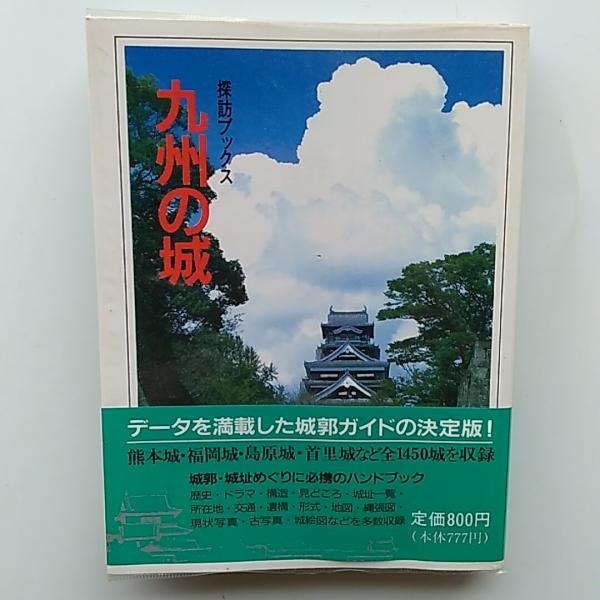 探訪ブックス
九州の城
データを満載した城郭ガイドの決定版!
熊本城・福岡城・島原城・首里城など全1450城を収録
城郭・城址めぐりに必携のハンドブック
歴史・ドラマ・構造・見どころ・城址一覧・
所在地・交通・遺構・形式・地図・縄張図・
現状写真・古写真・城絵図などを多数収録
定価800円
(本体777円)